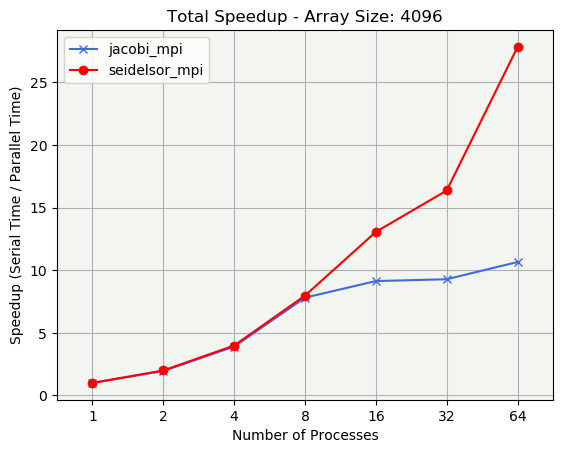 Total Speedup - Array Size: 4096
jacobi_mpi
seidelsor_mpi
Speedup (Serial Time / Parallel Time)
25
20
15
10
5
0
1 2 4 8 16 32 64
Number of Processes